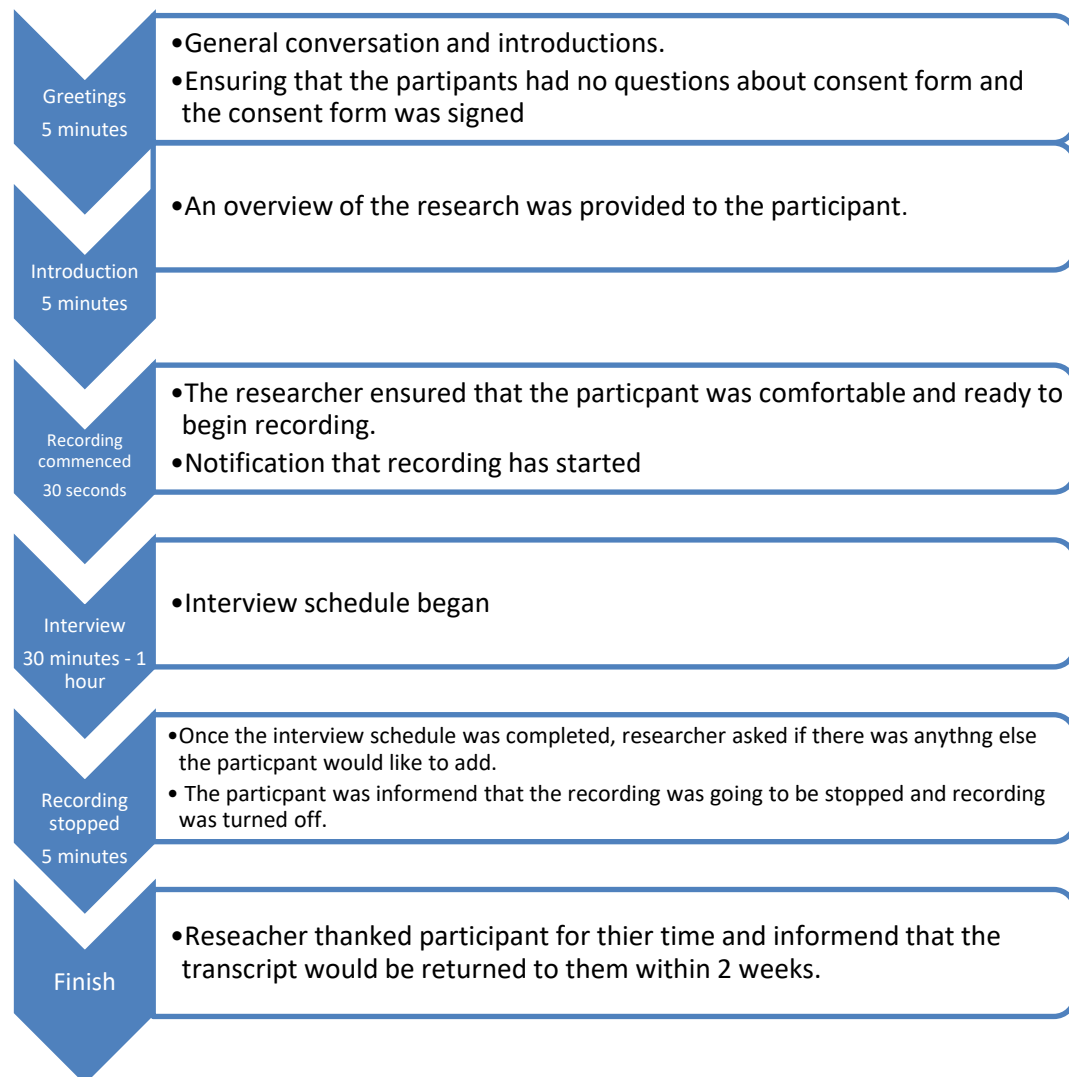 Greetings
5 minutes
•General conversation and introductions.
•Ensuring that the partipants had no questions about consent form and
the consent form was signed
Introduction
5 minutes
•An overview of the research was provided to the participant.
Recording
commenced
30 seconds
•The researcher ensured that the particpant was comfortable and ready to
begin recording.
•Notification that recording has started
Interview
30 minutes - 1
hour
•Interview schedule began
Recording
stopped
5 minutes
•Once the interview schedule was completed, researcher asked if there was anythng else
the particpant would like to add.
• The particpant was informend that the recording was going to be stopped and recording
was turned off.
Finish
•Reseacher thanked participant for thier time and informend that the
transcript would be returned to them within 2 weeks.